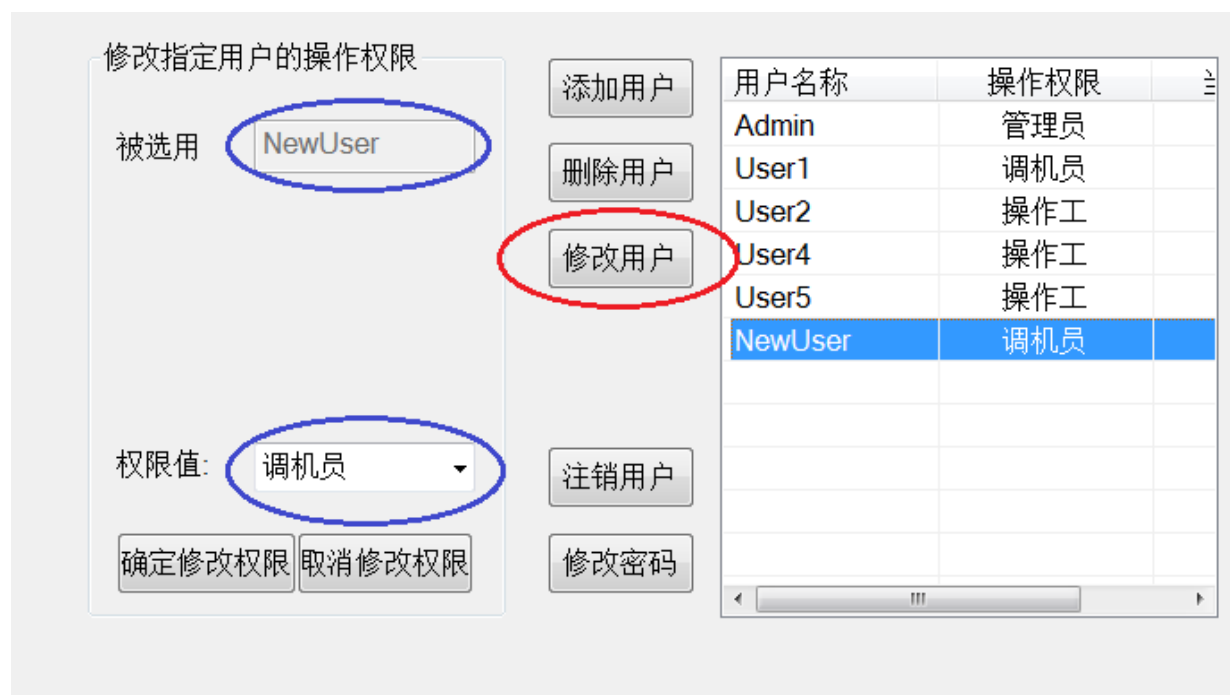 修改指定用户的操作权限
被选用
NewUser
权限值:
调机员
确定修改权限
取消修改权限
添加用户
删除用户
修改用户
注销用户
修改密码
用户名称 操作权限
Admin 管理员
User1 调机员
User2 操作工
User4 操作工
User5 操作工
NewUser 调机员